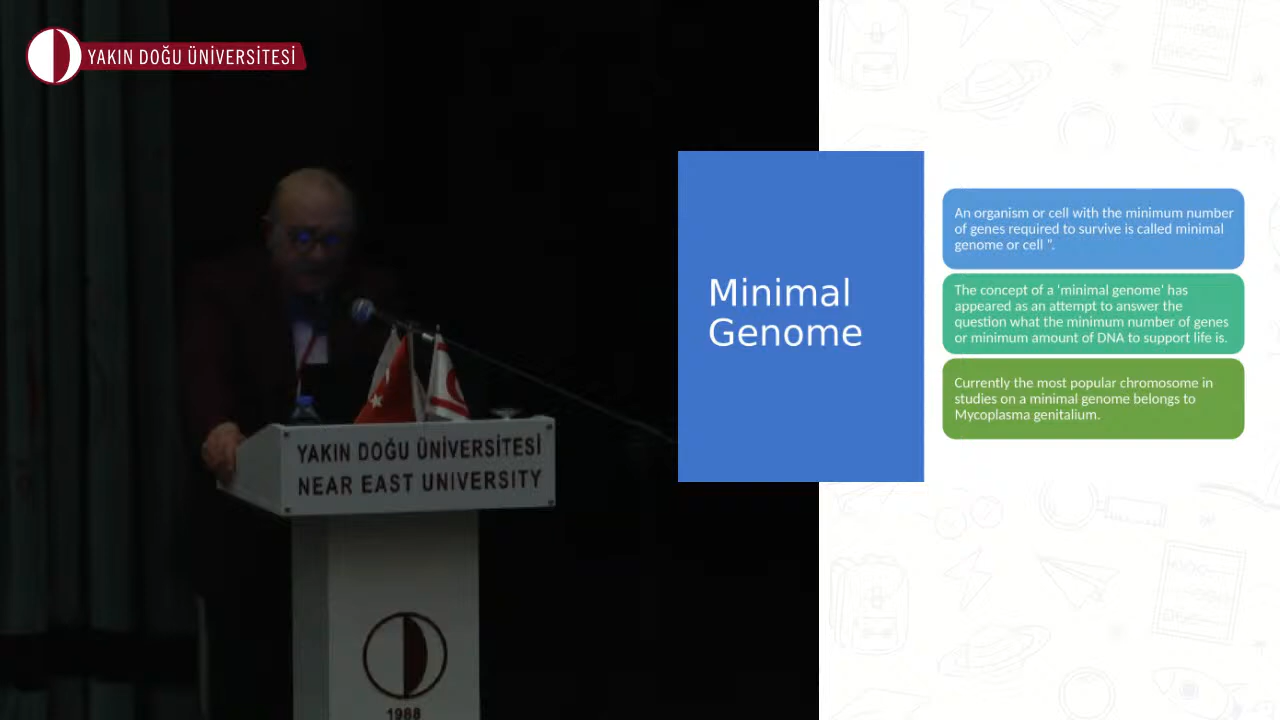 YAKIN DOĞU ÜNİVERSİTESİ
Minimal
Genome
An organism or cell with the minimum number
of genes required to survive is called minimal
genome or cell ”.
The concept of a 'minimal genome' has
appeared as an attempt to answer the
question what the minimum number of genes
or minimum amount of DNA to support life is.
Currently the most popular chromosome in
studies on a minimal genome belongs to
Mycoplasma genitalium.
YAKIN DOĞU ÜNİVERSİTESİ
NEAR EAST UNIVERSITY
1988